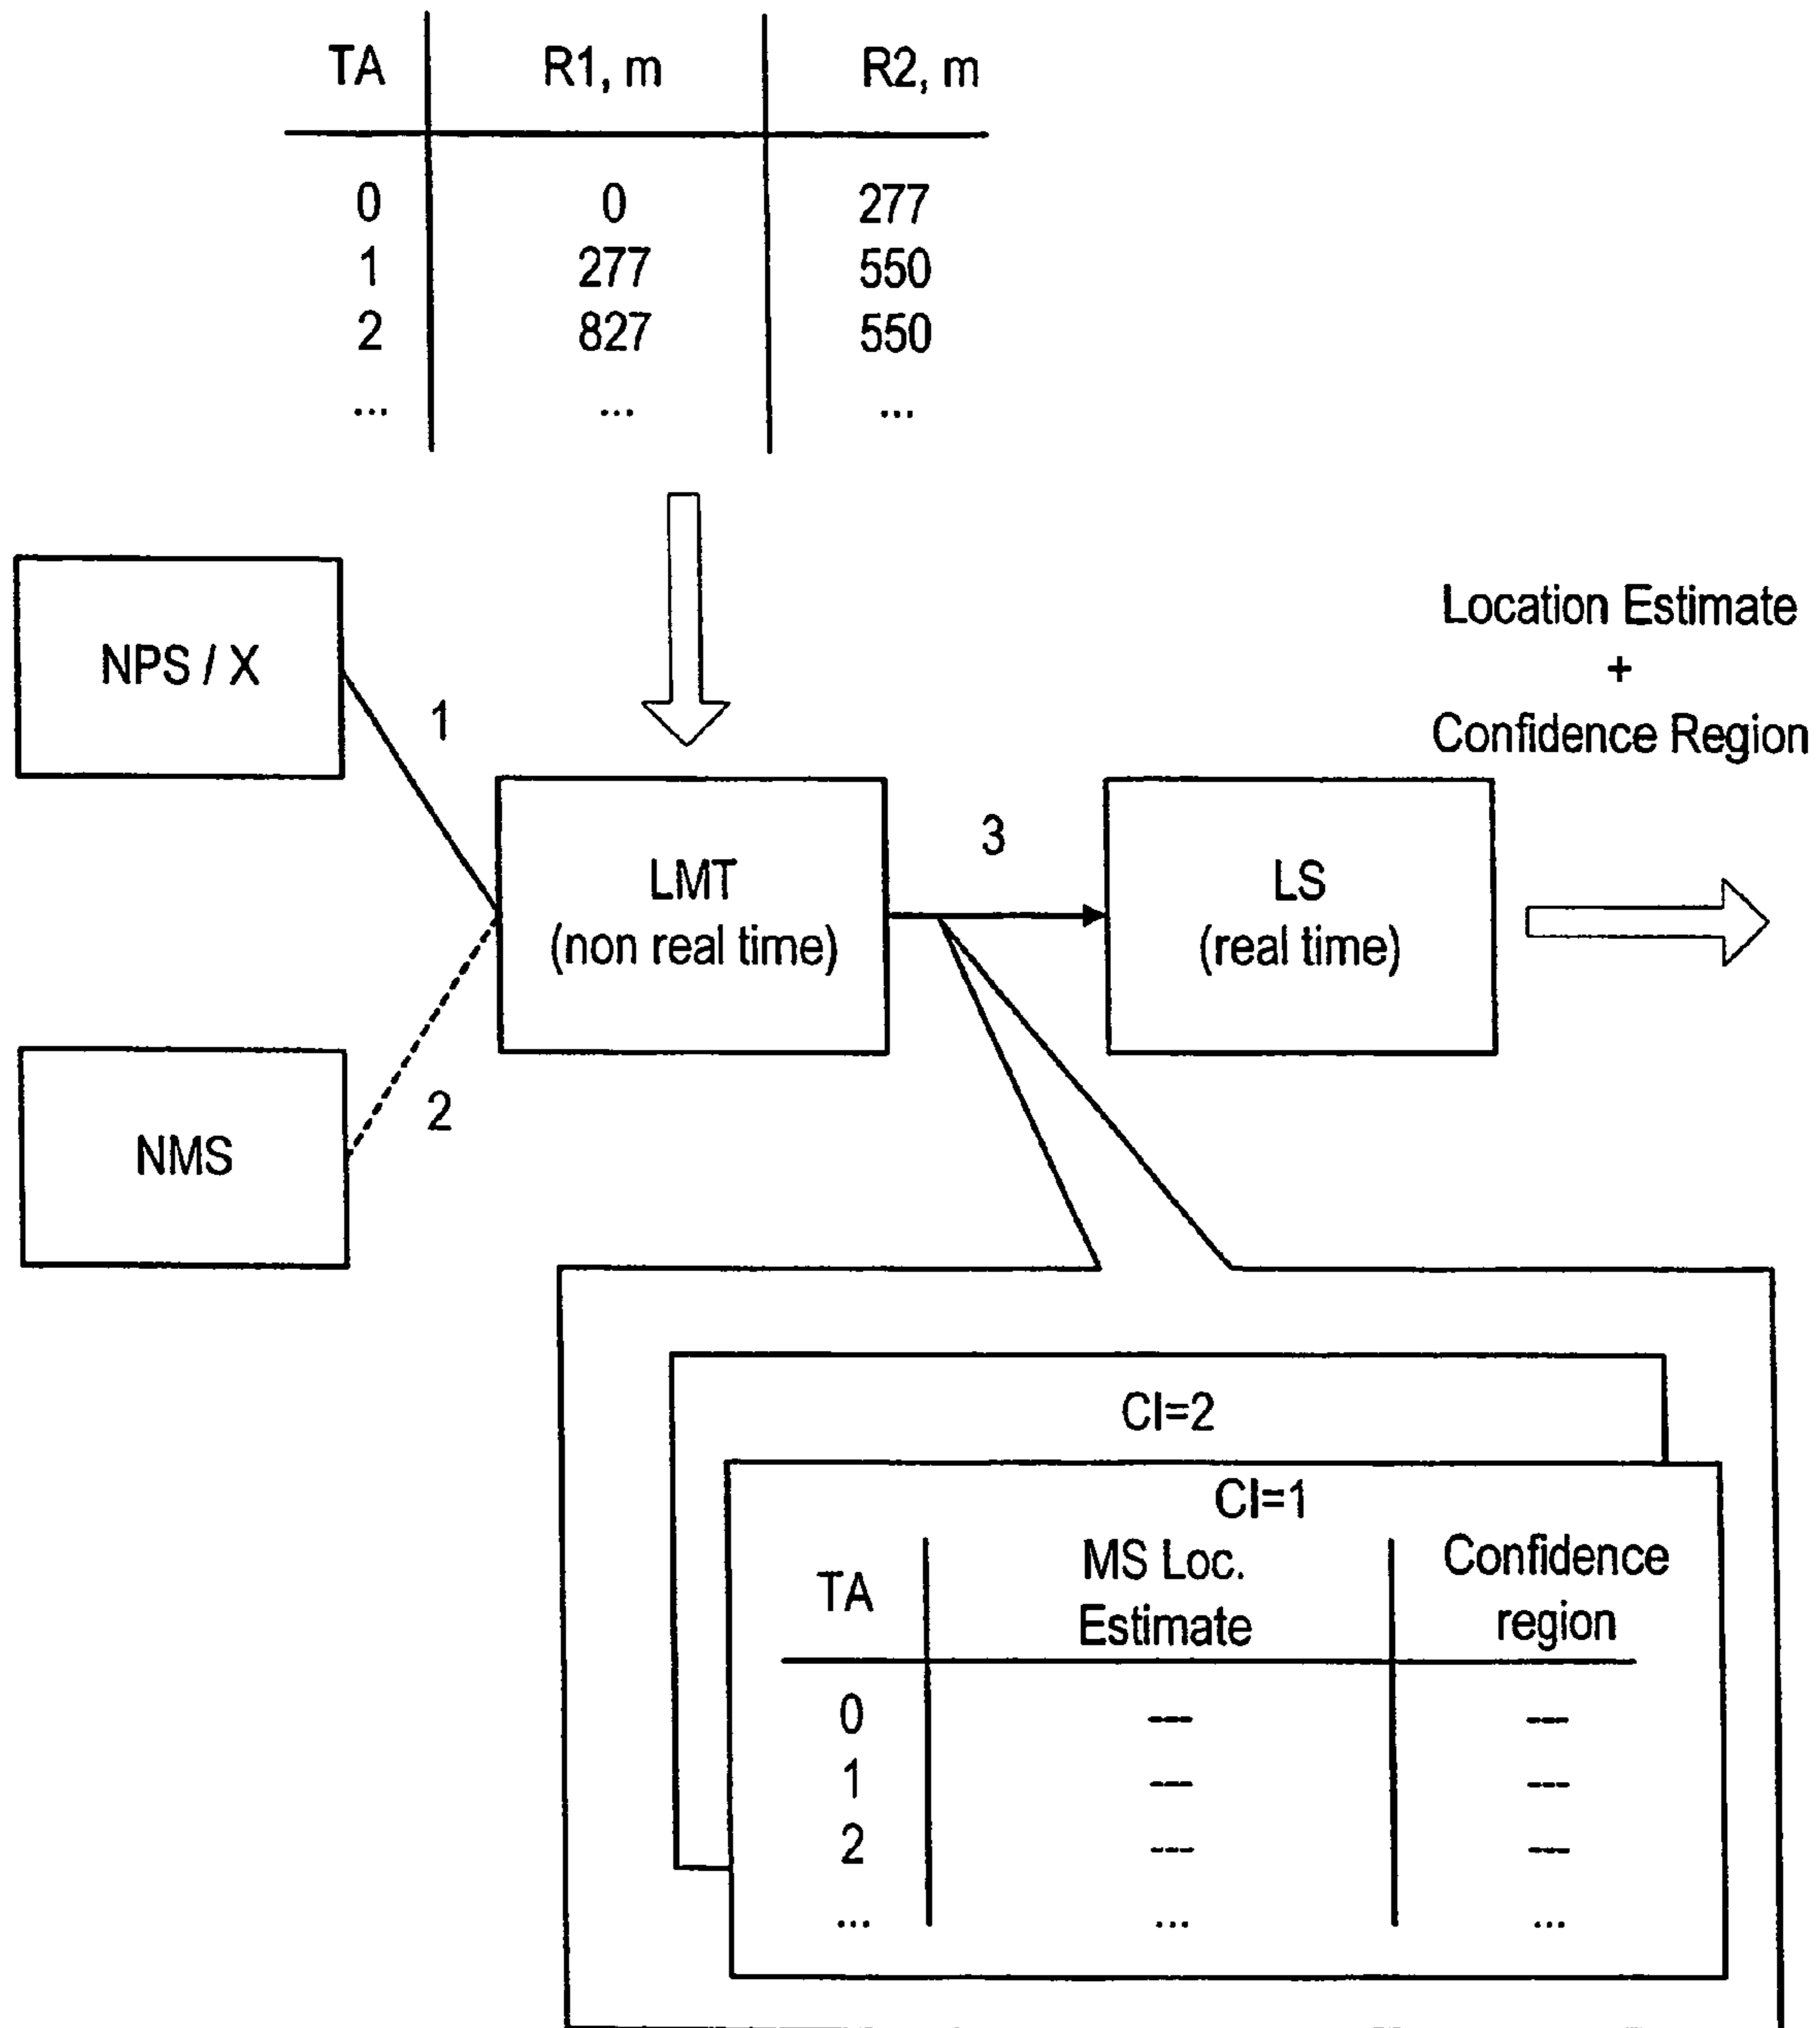 TA R1, m R2, m
0 0 277
1 277 550
2 827 550
... ... ...
NPS / X
1
Location Estimate
+
Confidence Region
LMT
(non real time)
3
LS
(real time)
NMS
2
CI=2
CI=1
TA MS Loc. Estimate Confidence region
0 --- ---
1 --- ---
2 --- ---
... ... ...